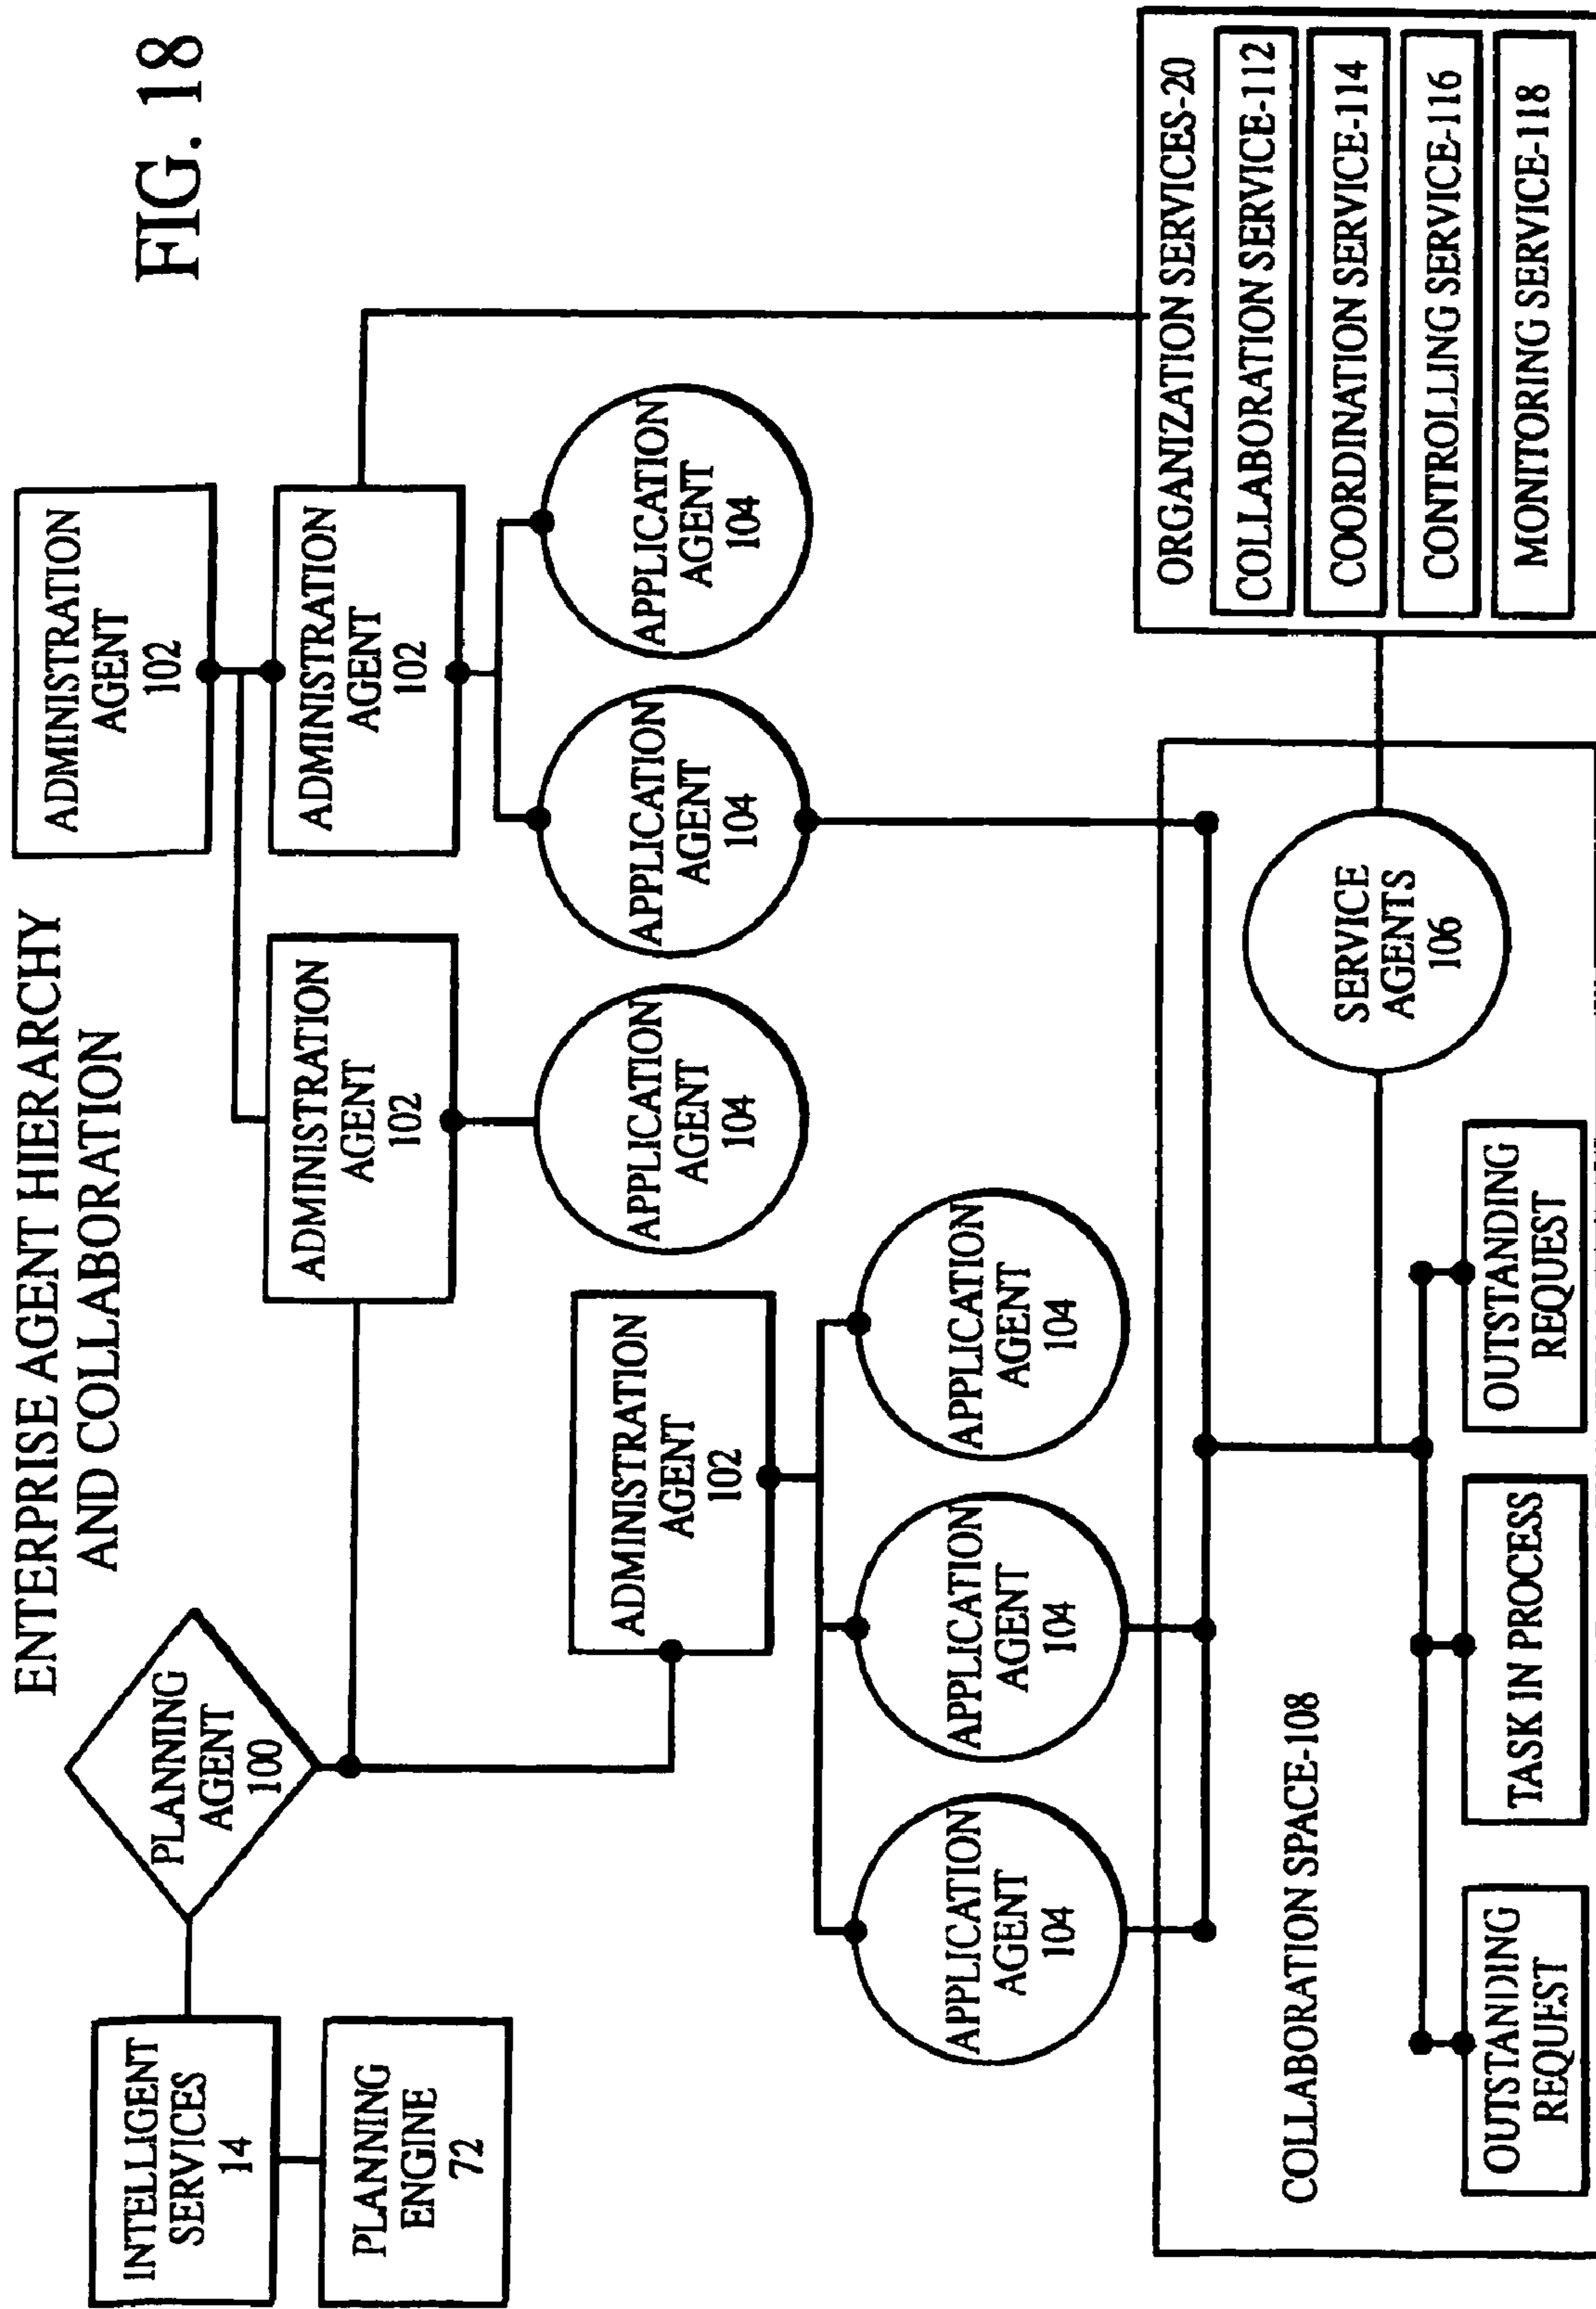 ENTERPRISE AGENT HIERARCHY
AND COLLABORATION
FIG. 18
INTELLIGENT
SERVICES
14
PLANNING
ENGINE
72
PLANNING
AGENT
100
ADMINISTRATION
AGENT
102
ADMINISTRATION
AGENT
102
ADMINISTRATION
AGENT
102
ADMINISTRATION
AGENT
102
APPLICATION
AGENT
104
APPLICATION
AGENT
104
APPLICATION
AGENT
104
APPLICATION
AGENT
104
APPLICATION
AGENT
104
APPLICATION
AGENT
104
COLLABORATION SPACE-108
OUTSTANDING
REQUEST
TASK IN PROCESS
OUTSTANDING
REQUEST
SERVICE
AGENTS
106
ORGANIZATION SERVICES-20
COLLABORATION SERVICE-112
COORDINATION SERVICE-114
CONTROLLING SERVICE-116
MONITORING SERVICE-118